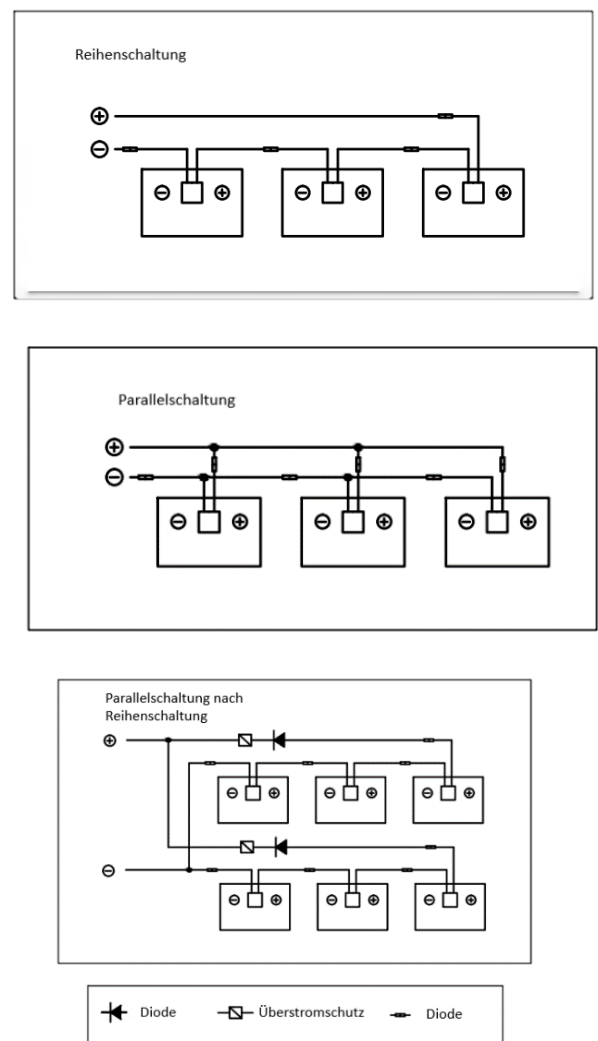 Reihenschaltung
Parallelschaltung
Parallelschaltung nach
Reihenschaltung
Diode
Überstromschutz
Diode